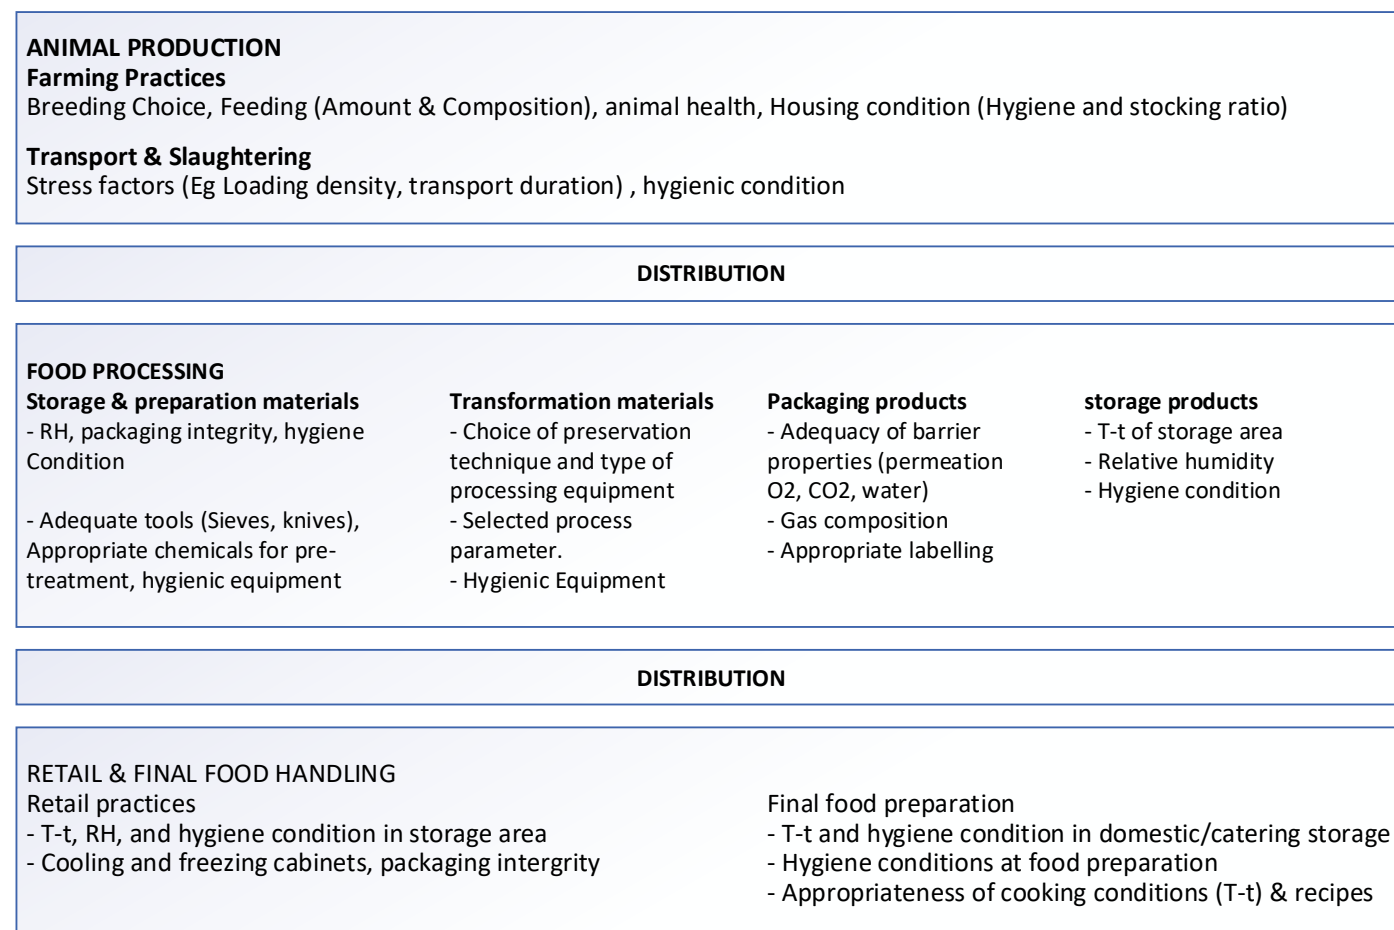 ANIMAL PRODUCTION
Farming Practices
Breeding Choice, Feeding (Amount & Composition), animal health, Housing condition (Hygiene and stocking ratio)
Transport & Slaughtering
Stress factors (Eg Loading density, transport duration) , hygienic condition
DISTRIBUTION
FOOD PROCESSING
Storage & preparation materials
- RH, packaging integrity, hygiene
Condition
- Adequate tools (Sieves, knives),
Appropriate chemicals for pre-
treatment, hygienic equipment
Transformation materials
- Choice of preservation
technique and type of
processing equipment
- Selected process
parameter.
- Hygienic Equipment
Packaging products
- Adequacy of barrier
properties (permeation
O2, CO2, water)
- Gas composition
- Appropriate labelling
storage products
- T-t of storage area
- Relative humidity
- Hygiene condition
DISTRIBUTION
RETAIL & FINAL FOOD HANDLING
Retail practices
- T-t, RH, and hygiene condition in storage area
- Cooling and freezing cabinets, packaging intergrity
Final food preparation
- T-t and hygiene condition in domestic/catering storage
- Hygiene conditions at food preparation
- Appropriateness of cooking conditions (T-t) & recipes